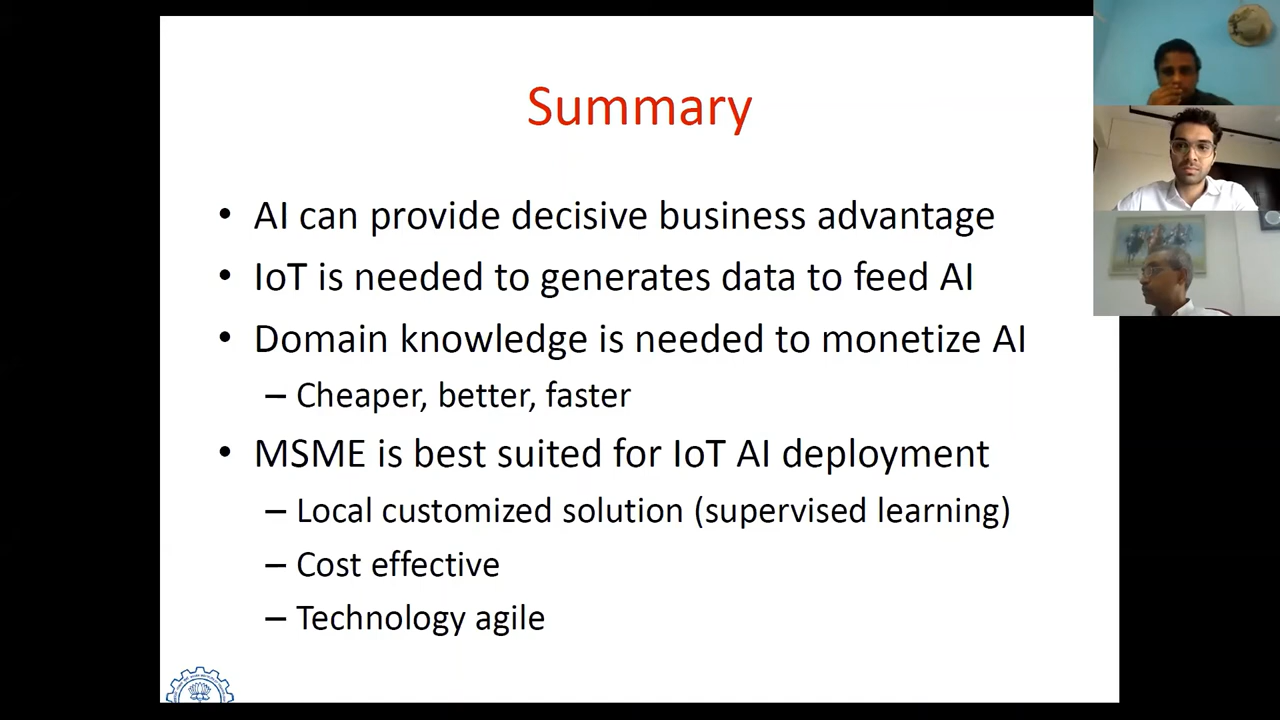 Summary
• AI can provide decisive business advantage
• IoT is needed to generates data to feed AI
• Domain knowledge is needed to monetize AI
– Cheaper, better, faster
• MSME is best suited for IoT AI deployment
– Local customized solution (supervised learning)
– Cost effective
– Technology agile